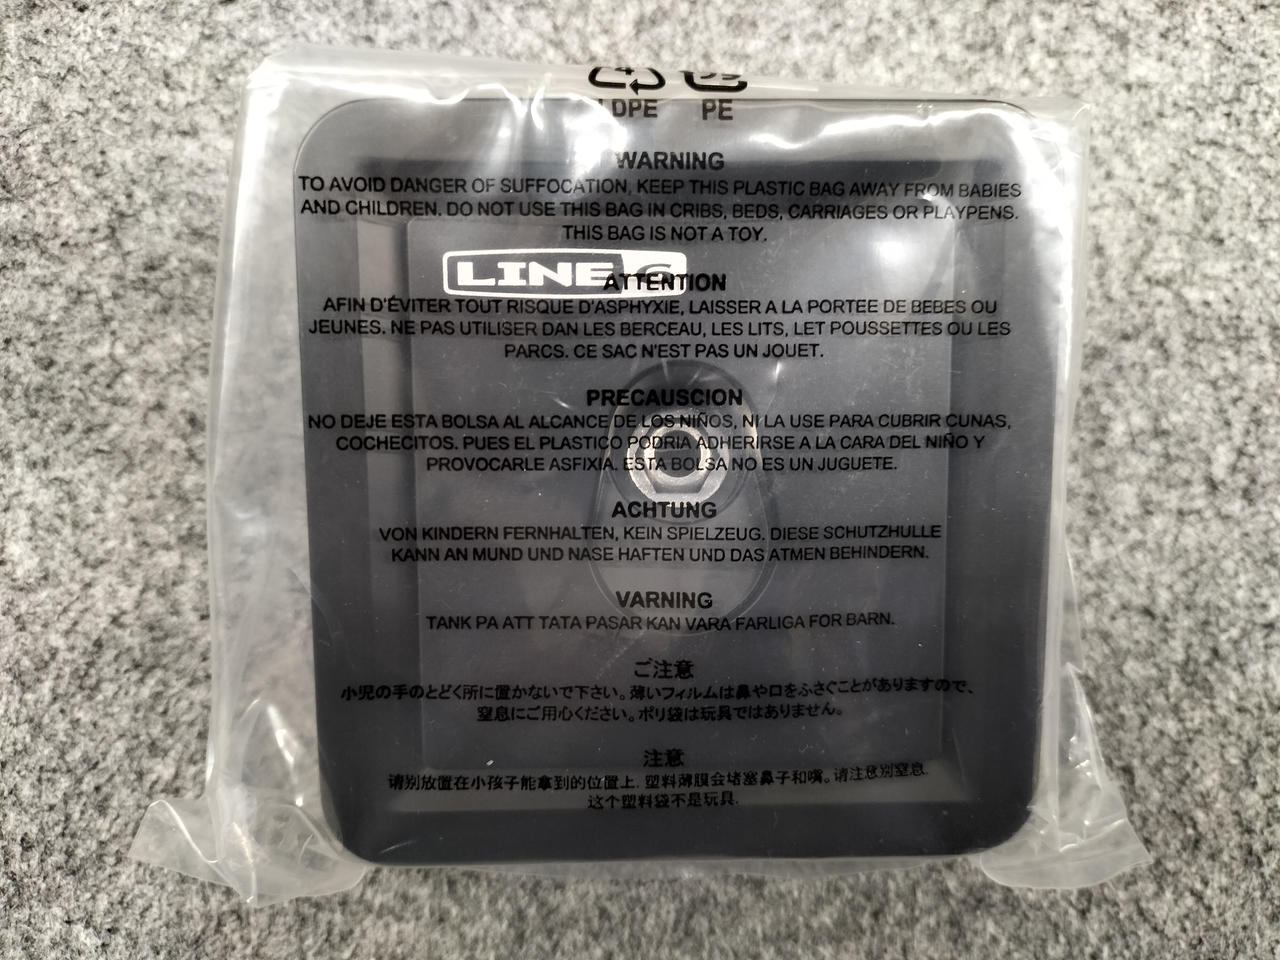 LDPE PE
WARNING
TO AVOID DANGER OF SUFFOCATION, KEEP THIS PLASTIC BAG AWAY FROM BABIES
AND CHILDREN. DO NOT USE THIS BAG IN CRIBS, BEDS, CARRIAGES OR PLAYPENS.
THIS BAG IS NOT A TOY.
LINE 6
ATTENTION
AFIN D'ÉVITER TOUT RISQUE D'ASPHYXIE, LAISSER A LA PORTEE DE BEBES OU
JEUNES. NE PAS UTILISER DAN LES BERCEAU, LES LITS, LET POUSSETTES OU LES
PARCS. CE SAC N'EST PAS UN JOUET.
PRECAUSCION
NO DEJE ESTA BOLSA AL ALCANCE DE LOS NIÑOS, NI LA USE PARA CUBRIR CUNAS,
COCHECITOS. PUES EL PLASTICO PODRIA ADHERIRSE A LA CARA DEL NIÑO Y
PROVOCARLE ASFIXIA. ESTA BOLSA NO ES UN JUGUETE.
ACHTUNG
VON KINDERN FERNHALTEN, KEIN SPIELZEUG. DIESE SCHUTZHULLE
KANN AN MUND UND NASE HAFTEN UND DAS ATMEN BEHINDERN.
VARNING
TANK PA ATT TATA PASAR KAN VARA FARLIGA FOR BARN.
ご注意
小児の手のとどく所に置かないで下さい。薄いフィルムは鼻や口をふさぐことがありますので、
窒息にご用心ください。ポリ袋は玩具ではありません。
注意
请别放置在小孩子能拿到的位置上. 塑料薄膜会堵塞鼻子和嘴。请注意别窒息.
这个塑料袋不是玩具.